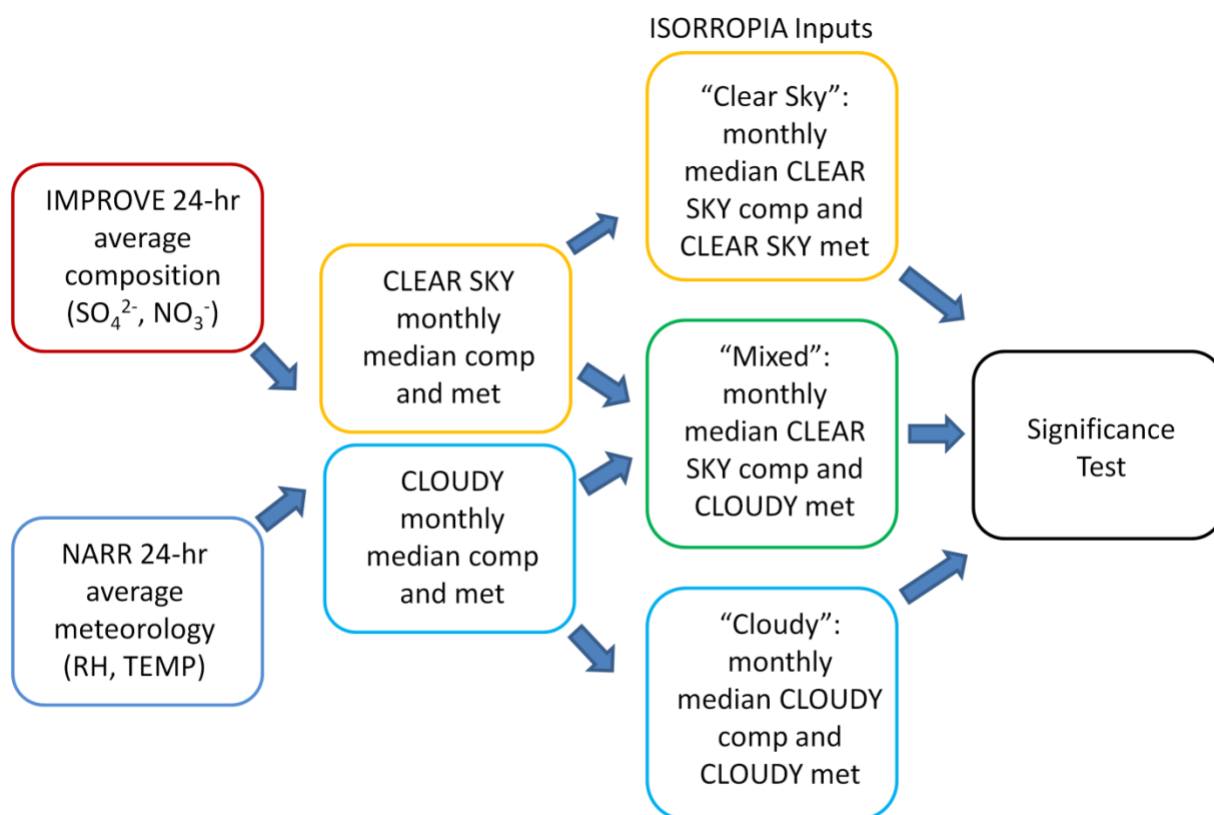 IMPROVE 24-hr
average
composition
(SO₄²⁻, NO₃⁻)
NARR 24-hr
average
meteorology
(RH, TEMP)
CLEAR SKY
monthly
median comp
and met
CLOUDY
monthly
median comp
and met
ISORROPIA Inputs
“Clear Sky”:
monthly
median CLEAR
SKY comp and
CLEAR SKY met
“Mixed”:
monthly
median CLEAR
SKY comp and
CLOUDY met
“Cloudy”:
monthly
median CLOUDY
comp and
CLOUDY met
Significance
Test